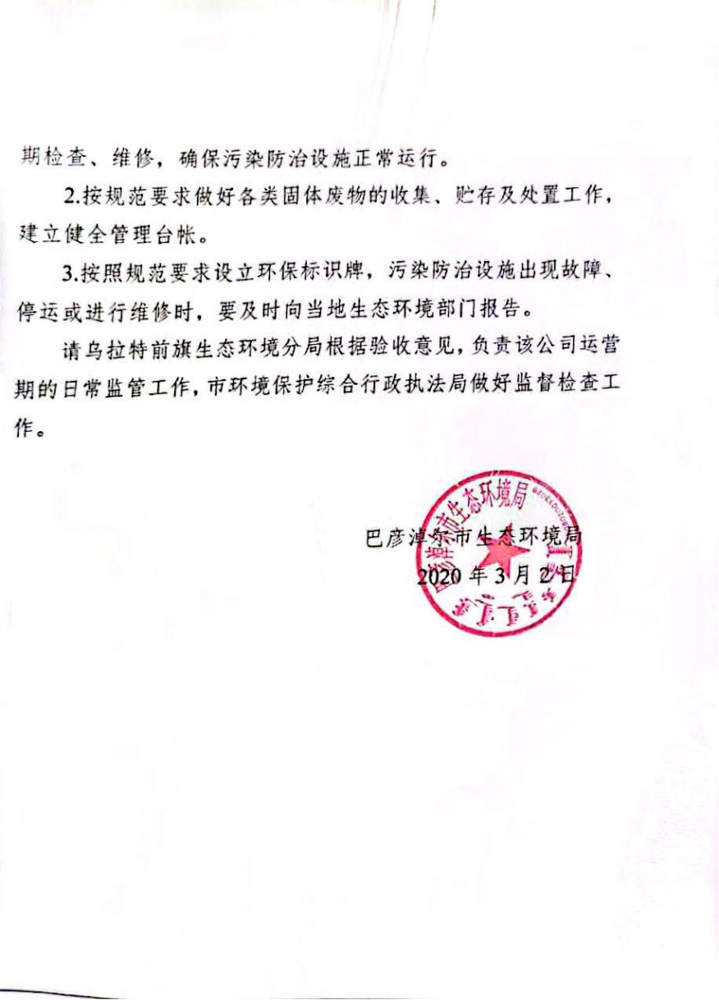 期检查、维修，确保污染防治设施正常运行。
2.按规范要求做好各类固体废物的收集、贮存及处置工作，
建立健全管理台帐。
3.按照规范要求设立环保标识牌，污染防治设施出现故障、
停运或进行维修时，要及时向当地生态环境部门报告。
请乌拉特前旗生态环境分局根据验收意见，负责该公司运营
期的日常监管工作，市环境保护综合行政执法局做好监督检查工
作。
巴彦淖尔市生态环境局
巴彦淖尔市生态环境局
2020年3月2日